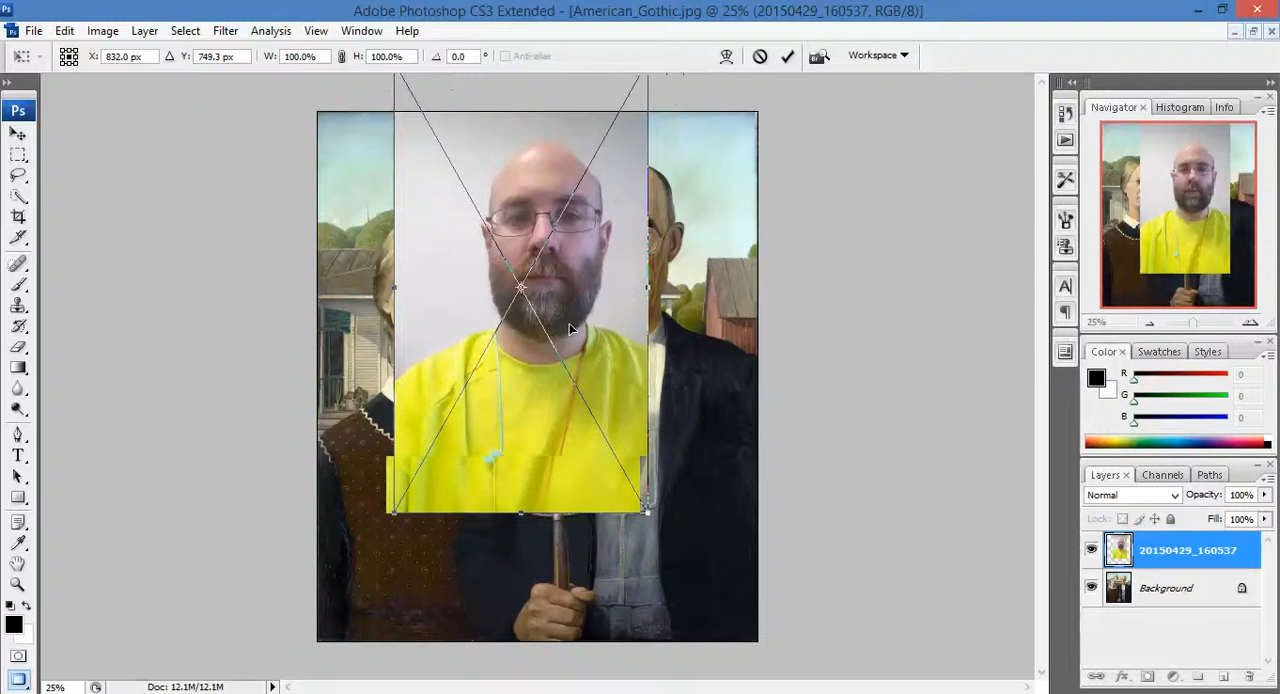 Ps Adobe Photoshop CS3 Extended - [American_Gothic.jpg @ 25% (20150429_160537, RGB/8)]
File Edit Image Layer Select Filter Analysis View Window Help
X: 832.0 px Y: 749.3 px W: 100.0% H: 100.0% 0.0 ° Anti-alias Workspace
Ps
Navigator Histogram Info
25%
Color Swatches Styles
R 0
G 0
B 0
Layers Channels Paths
Normal Opacity: 100%
Lock: Fill: 100%
20150429_160537
Background
T
A
25% Doc: 12.1M/12.1M